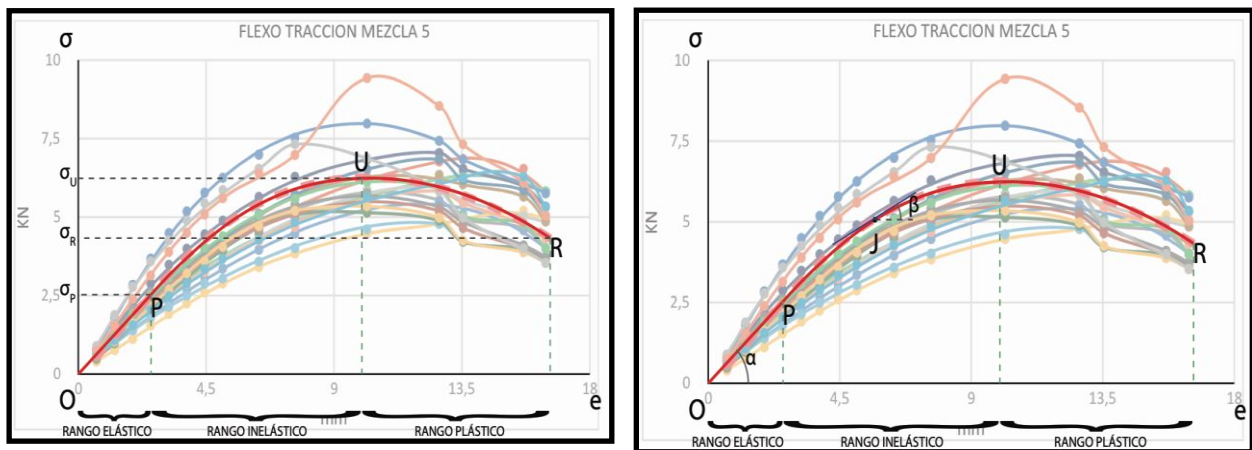 FLEXO TRACCION MEZCLA 5
σ
10
7,5
U
σU
5
KN
σR
R
σP
2,5
P
O
0
4,5
9
13,5
18
e
mm
RANGO ELÁSTICO
RANGO INELÁSTICO
RANGO PLÁSTICO
FLEXO TRACCION MEZCLA 5
σ
10
7,5
U
β
5
KN
J
R
2,5
P
α
0
O
4,5
9
13,5
18
e
mm
RANGO ELÁSTICO
RANGO INELÁSTICO
RANGO PLÁSTICO